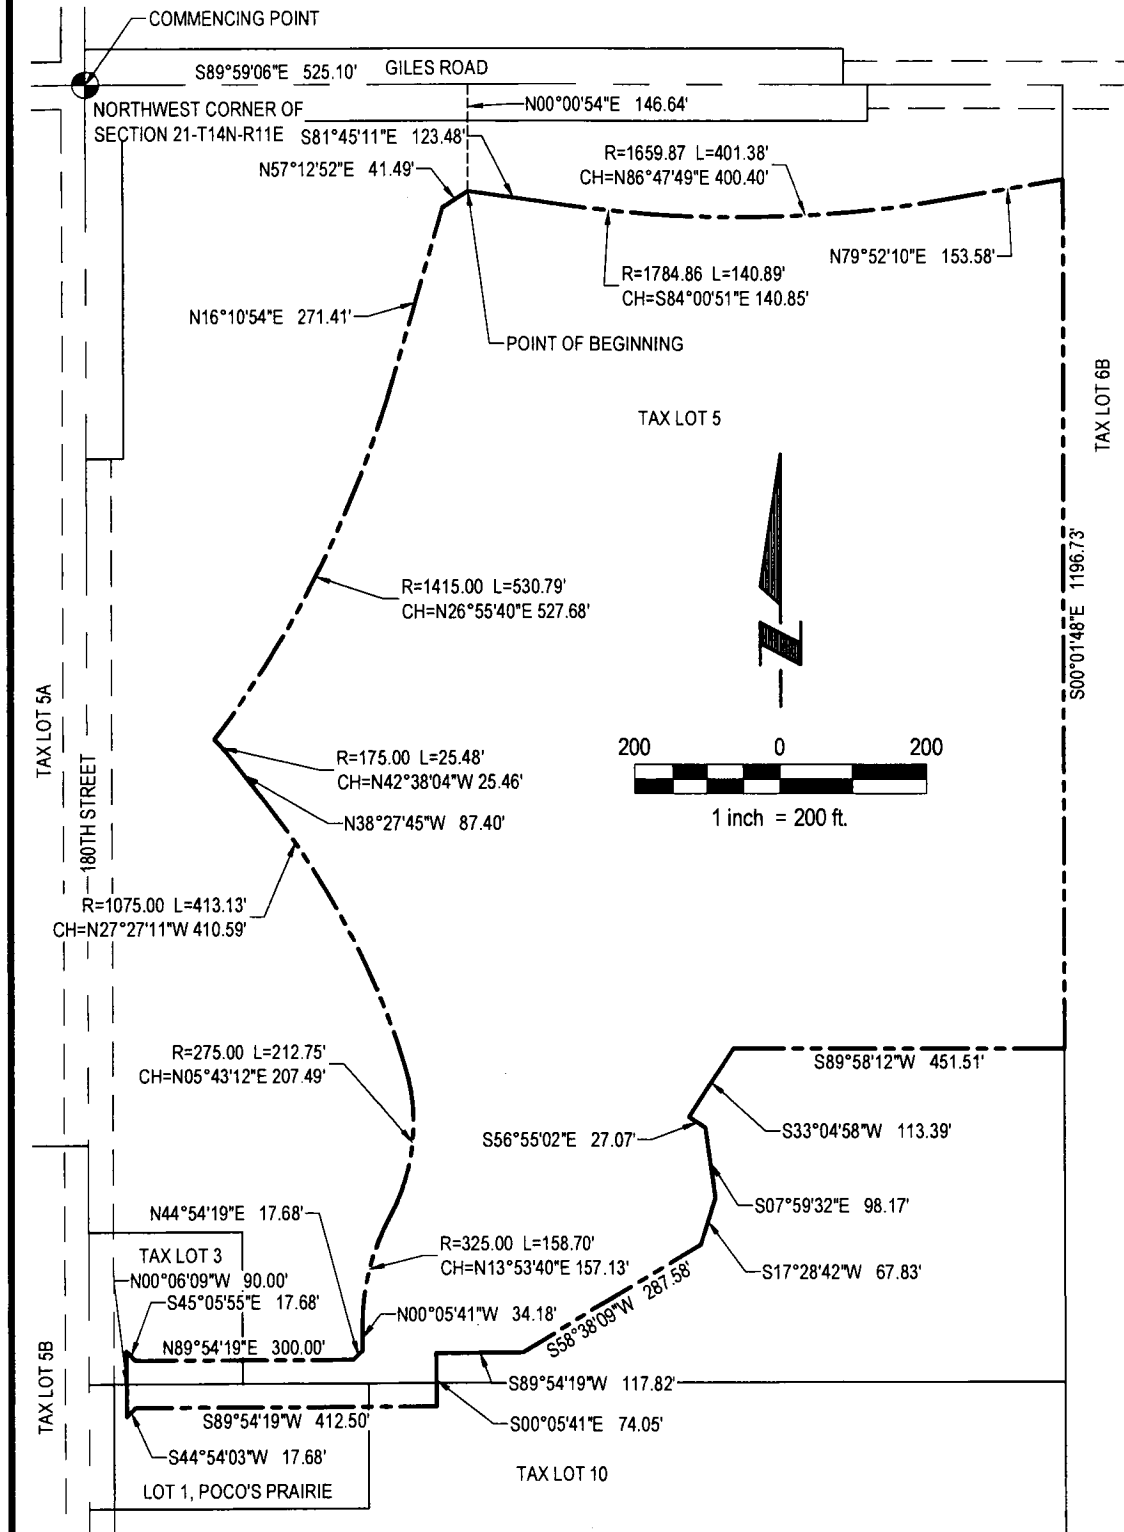 COMMENCING POINT
S89°59'06"E 525.10'
GILES ROAD
NORTHWEST CORNER OF
SECTION 21-T14N-R11E
N00°00'54"E 146.64'
S81°45'11"E 123.48'
N57°12'52"E 41.49'
R=1659.87 L=401.38'
CH=N86°47'49"E 400.40'
N79°52'10"E 153.58'
R=1784.86 L=140.89'
CH=S84°00'51"E 140.85'
N16°10'54"E 271.41'
POINT OF BEGINNING
TAX LOT 5
TAX LOT 6B
R=1415.00 L=530.79'
CH=N26°55'40"E 527.68'
S00°01'48"E 1196.73'
TAX LOT 5A
180TH STREET
R=175.00 L=25.48'
CH=N42°38'04"W 25.46'
N38°27'45"W 87.40'
200 0 200
1 inch = 200 ft.
R=1075.00 L=413.13'
CH=N27°27'11"W 410.59'
R=275.00 L=212.75'
CH=N05°43'12"E 207.49'
S89°58'12"W 451.51'
S33°04'58"W 113.39'
S56°55'02"E 27.07'
S07°59'32"E 98.17'
N44°54'19"E 17.68'
R=325.00 L=158.70'
CH=N13°53'40"E 157.13'
S17°28'42"W 67.83'
TAX LOT 3
N00°06'09"W 90.00'
S45°05'55"E 17.68'
N00°05'41"W 34.18'
S58°38'09"W 287.58'
N89°54'19"E 300.00'
S89°54'19"W 117.82'
TAX LOT 5B
S89°54'19"W 412.50'
S00°05'41"E 74.05'
S44°54'03"W 17.68'
TAX LOT 10
LOT 1, POCO'S PRAIRIE